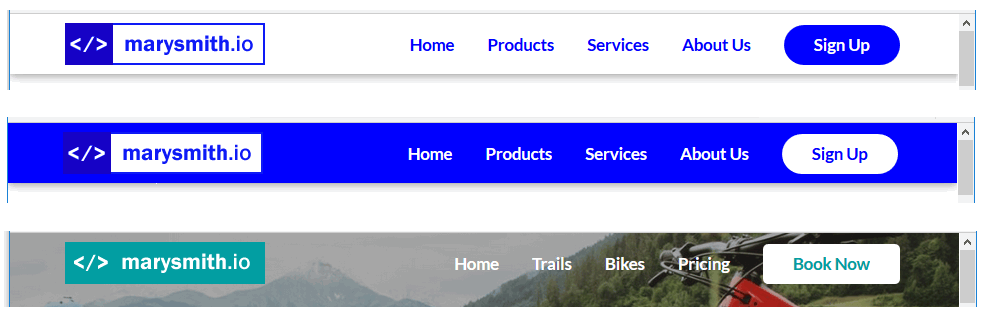 </> marysmith.io Home Products Services About Us Sign Up
</> marysmith.io Home Products Services About Us Sign Up
</> marysmith.io Home Trails Bikes Pricing Book Now